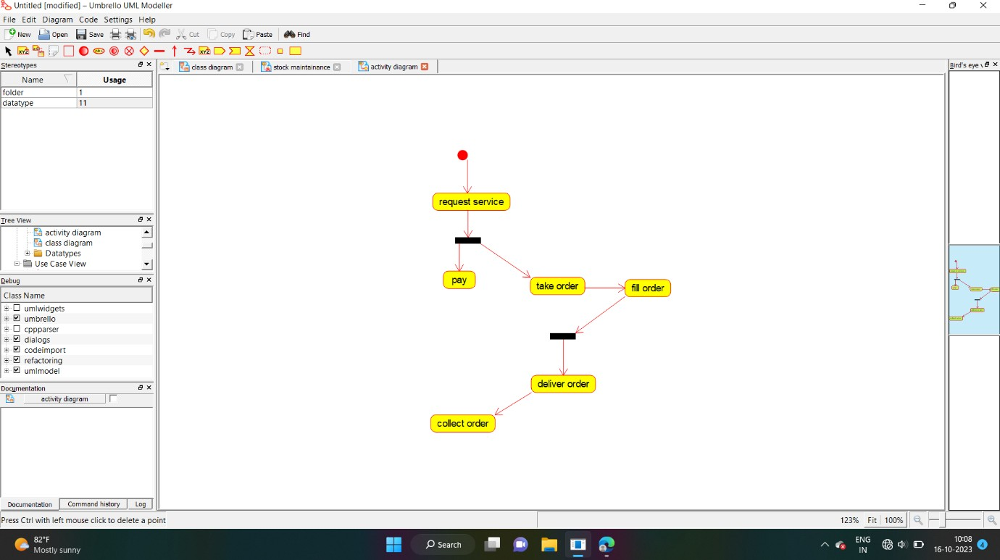 Untitled [modified] – Umbrello UML Modeller
File Edit Diagram Code Settings Help
New Open Save Cut Copy Paste Find
XYZ ABC XYZ
Stereotypes
Name Usage
folder 1
datatype 11
Tree View
activity diagram
class diagram
Datatypes
Use Case View
Debug
Class Name
umlwidgets
umbrello
cppparser
dialogs
codeimport
refactoring
umlmodel
Documentation
activity diagram
Documentation Command history Log
class diagram stock maintainance activity diagram
request service
pay
take order
fill order
deliver order
collect order
Bird's eye v
Press Ctrl with left mouse click to delete a point
123% Fit 100%
82°F
Mostly sunny
Search
ENG
IN
10:08
16-10-2023
4